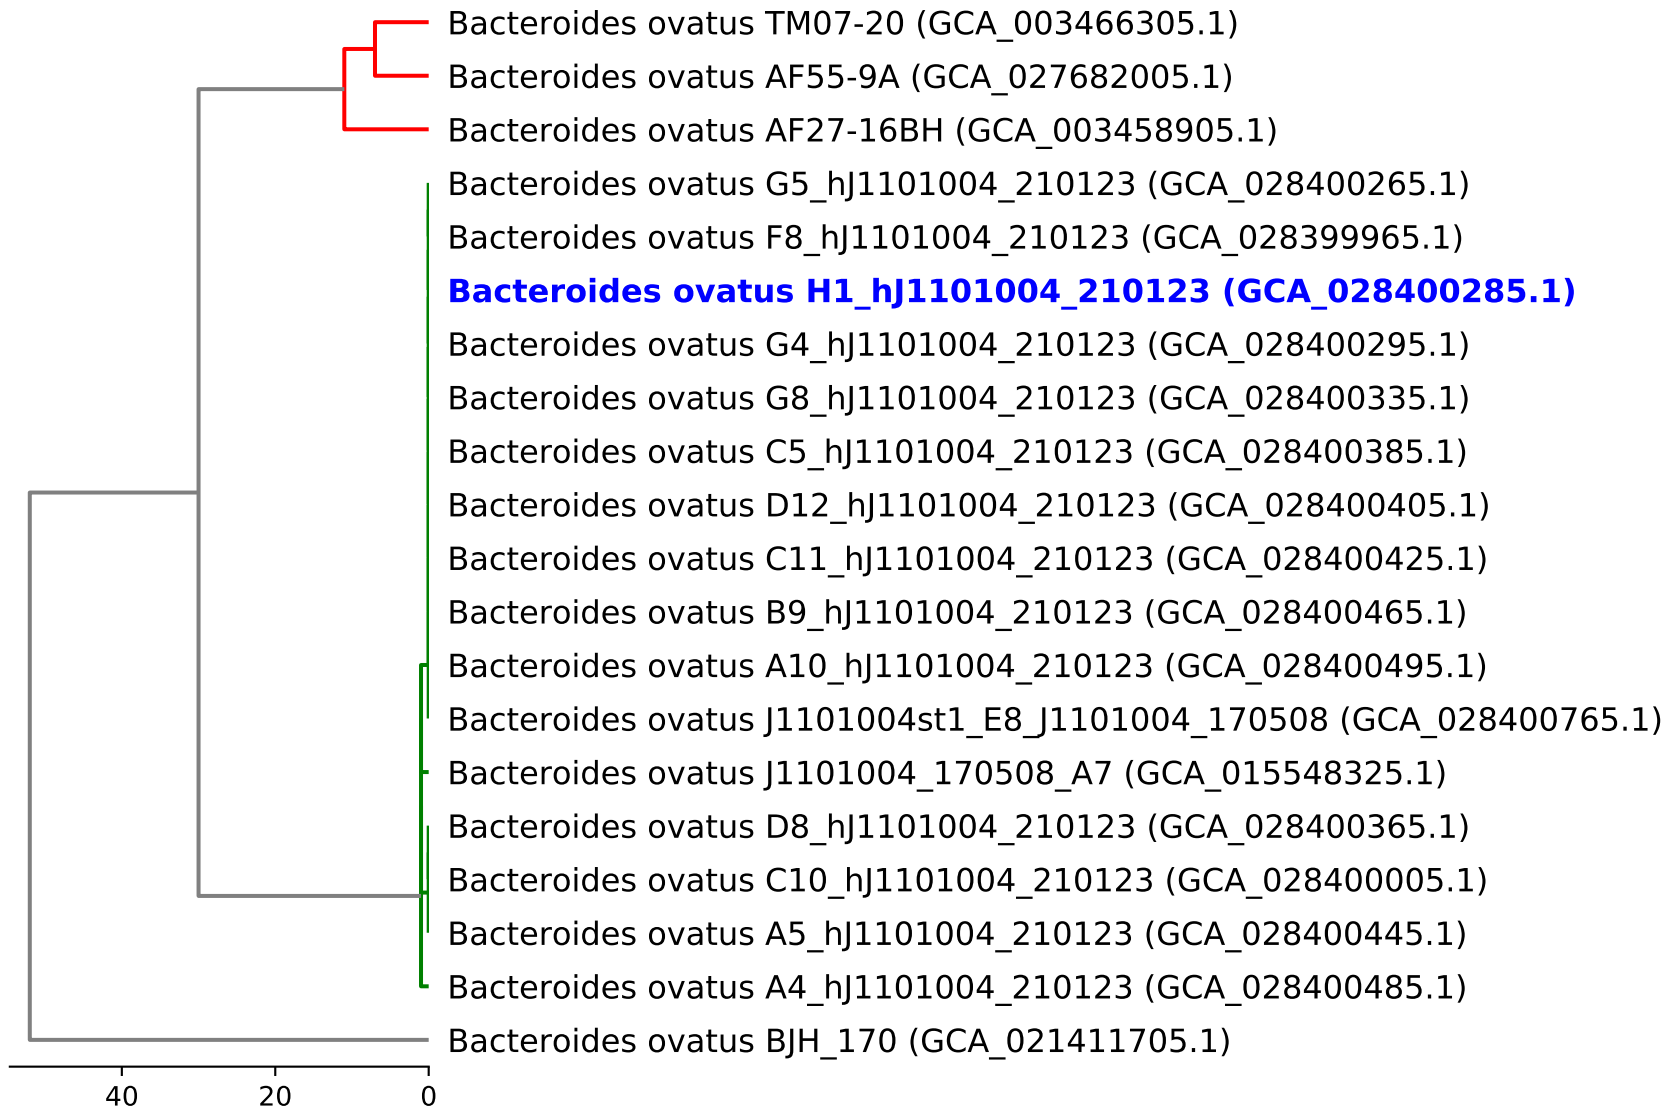 Bacteroides ovatus TM07-20 (GCA_003466305.1)
Bacteroides ovatus AF55-9A (GCA_027682005.1)
Bacteroides ovatus AF27-16BH (GCA_003458905.1)
Bacteroides ovatus G5_hJ1101004_210123 (GCA_028400265.1)
Bacteroides ovatus F8_hJ1101004_210123 (GCA_028399965.1)
Bacteroides ovatus H1_hJ1101004_210123 (GCA_028400285.1)
Bacteroides ovatus G4_hJ1101004_210123 (GCA_028400295.1)
Bacteroides ovatus G8_hJ1101004_210123 (GCA_028400335.1)
Bacteroides ovatus C5_hJ1101004_210123 (GCA_028400385.1)
Bacteroides ovatus D12_hJ1101004_210123 (GCA_028400405.1)
Bacteroides ovatus C11_hJ1101004_210123 (GCA_028400425.1)
Bacteroides ovatus B9_hJ1101004_210123 (GCA_028400465.1)
Bacteroides ovatus A10_hJ1101004_210123 (GCA_028400495.1)
Bacteroides ovatus J1101004st1_E8_J1101004_170508 (GCA_028400765.1)
Bacteroides ovatus J1101004_170508_A7 (GCA_015548325.1)
Bacteroides ovatus D8_hJ1101004_210123 (GCA_028400365.1)
Bacteroides ovatus C10_hJ1101004_210123 (GCA_028400005.1)
Bacteroides ovatus A5_hJ1101004_210123 (GCA_028400445.1)
Bacteroides ovatus A4_hJ1101004_210123 (GCA_028400485.1)
Bacteroides ovatus BJH_170 (GCA_021411705.1)
40 20 0